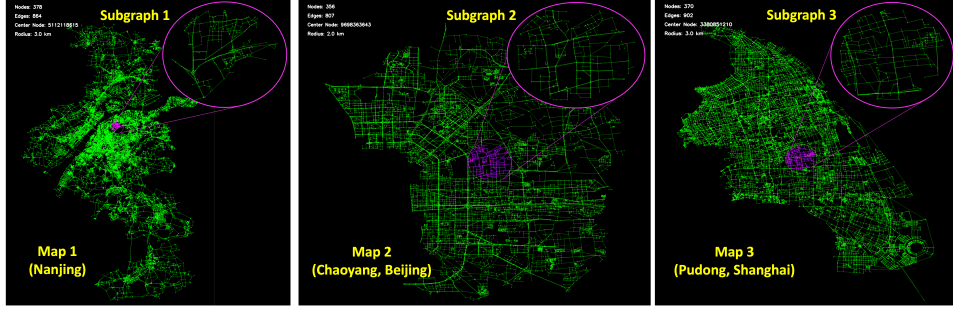 Nodes: 378
Edges: 864
Center Node: 5112118615
Radius: 3.0 km
Subgraph 1
Map 1
(Nanjing)
Nodes: 356
Edges: 807
Center Node: 9698363643
Radius: 2.0 km
Subgraph 2
Map 2
(Chaoyang, Beijing)
Nodes: 370
Edges: 902
Center Node: 3380851210
Radius: 3.0 km
Subgraph 3
Map 3
(Pudong, Shanghai)